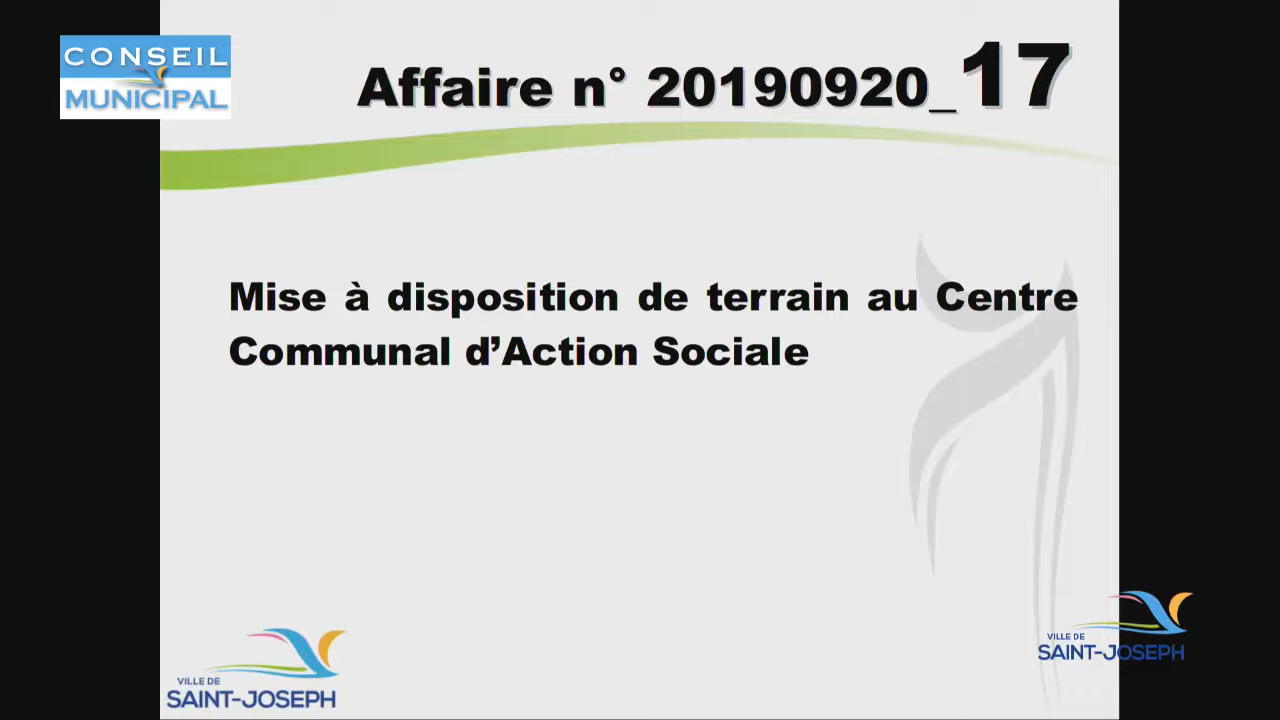 CONSEIL
MUNICIPAL
Affaire n° 20190920_17
Mise à disposition de terrain au Centre
Communal d’Action Sociale
VILLE DE
SAINT-JOSEPH
VILLE DE
SAINT-JOSEPH